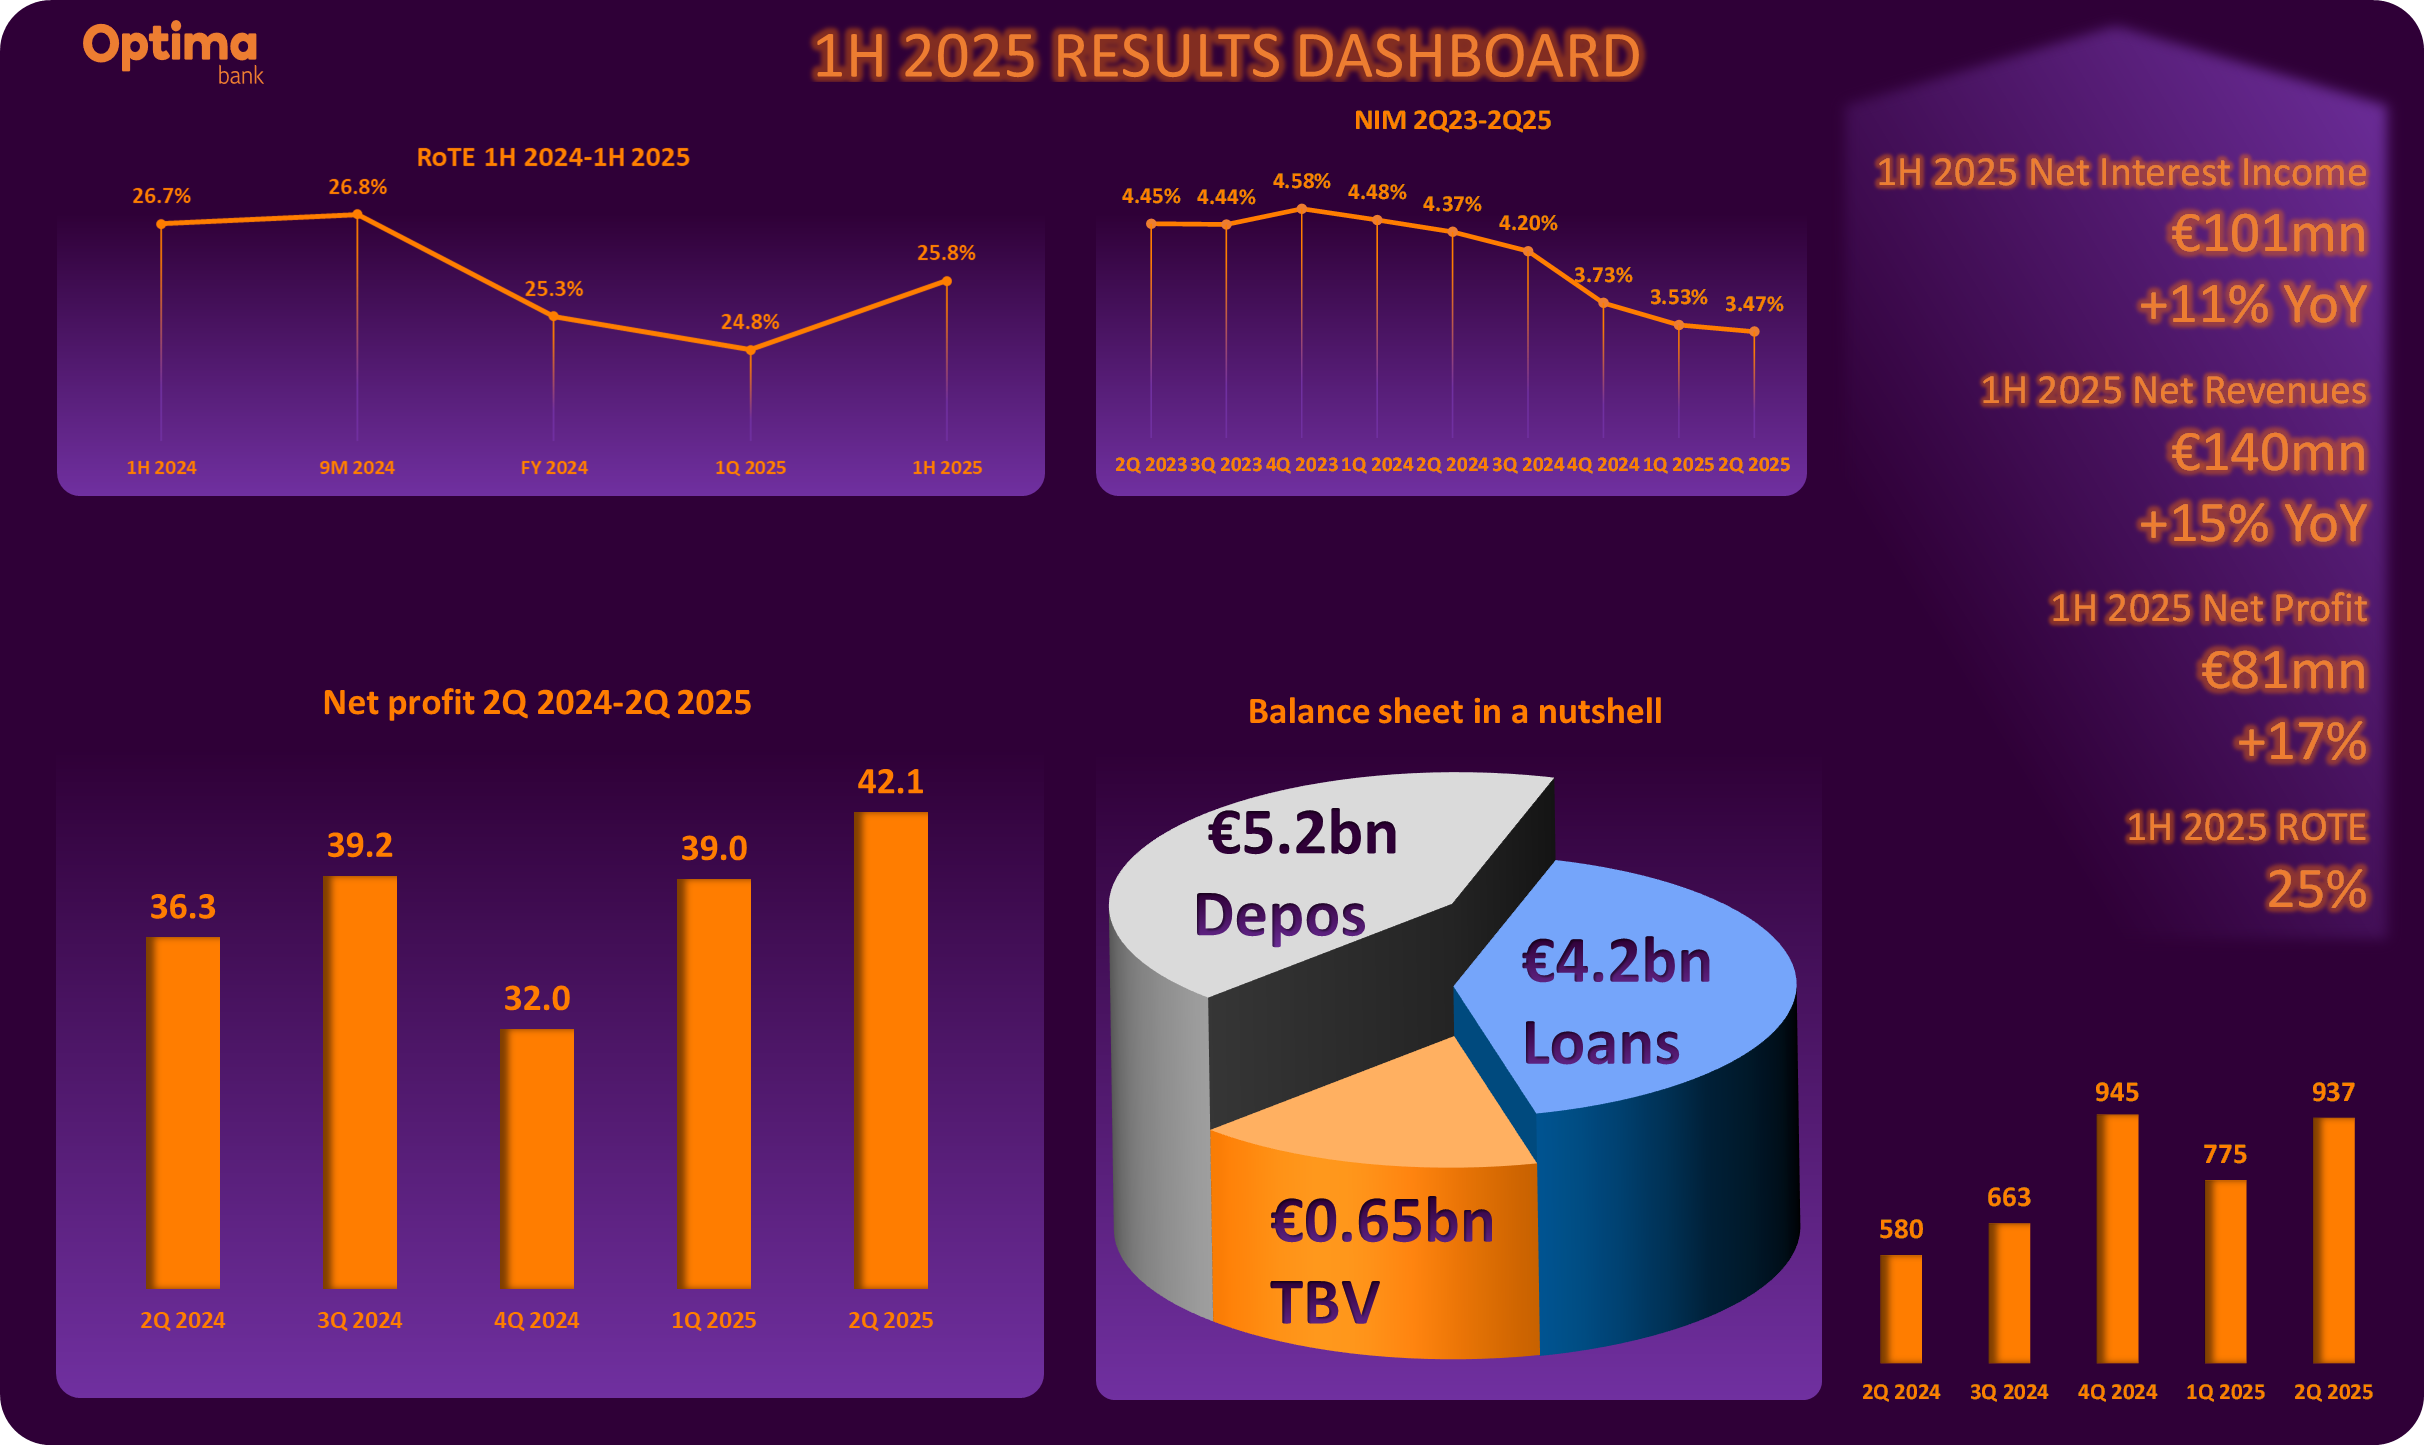 Optima
bank
1H 2025 RESULTS DASHBOARD
RoTE 1H 2024-1H 2025
26.7%
26.8%
25.3%
24.8%
25.8%
1H 2024
9M 2024
FY 2024
1Q 2025
1H 2025
NIM 2Q23-2Q25
4.45%
4.44%
4.58%
4.48%
4.37%
4.20%
3.73%
3.53%
3.47%
2Q 2023
3Q 2023
4Q 2023
1Q 2024
2Q 2024
3Q 2024
4Q 2024
1Q 2025
2Q 2025
1H 2025 Net Interest Income
€101mn
+11% YoY
1H 2025 Net Revenues
€140mn
+15% YoY
1H 2025 Net Profit
€81mn
+17%
1H 2025 ROTE
25%
Net profit 2Q 2024-2Q 2025
36.3
39.2
32.0
39.0
42.1
2Q 2024
3Q 2024
4Q 2024
1Q 2025
2Q 2025
Balance sheet in a nutshell
€5.2bn
Depos
€4.2bn
Loans
€0.65bn
TBV
580
663
945
775
937
2Q 2024
3Q 2024
4Q 2024
1Q 2025
2Q 2025